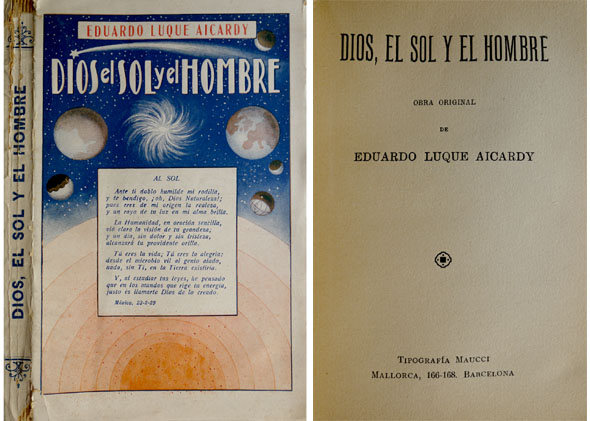 DIOS, EL SOL Y EL HOMBRE
EDUARDO LUQUE AICARDY
DIOS el SOL y el HOMBRE
AL SOL
Ante ti doblo humilde mi rodilla,
y te bendigo, ¡oh, Dios Naturaleza!;
pues eres de mi origen la realeza,
y un rayo de tu luz en mi alma brilla.
La Humanidad, en oración sencilla,
vió clara la visión de tu grandeza,
y un día, sin dolor y sin tristeza,
alcanzará tu providente orilla.
Tú eres la vida; Tú eres la alegría;
desde el microbio vil al genio alado,
nada, sin Ti, en la Tierra existiría.
Y, al estudiar tus leyes, he pensado
que en los mundos que rige tu energía,
justo es llamarte Dios de lo creado.
DIOS, EL SOL Y EL HOMBRE
OBRA ORIGINAL
DE
EDUARDO LUQUE AICARDY
TIPOGRAFÍA MAUCCI
MALLORCA, 166-168. BARCELONA